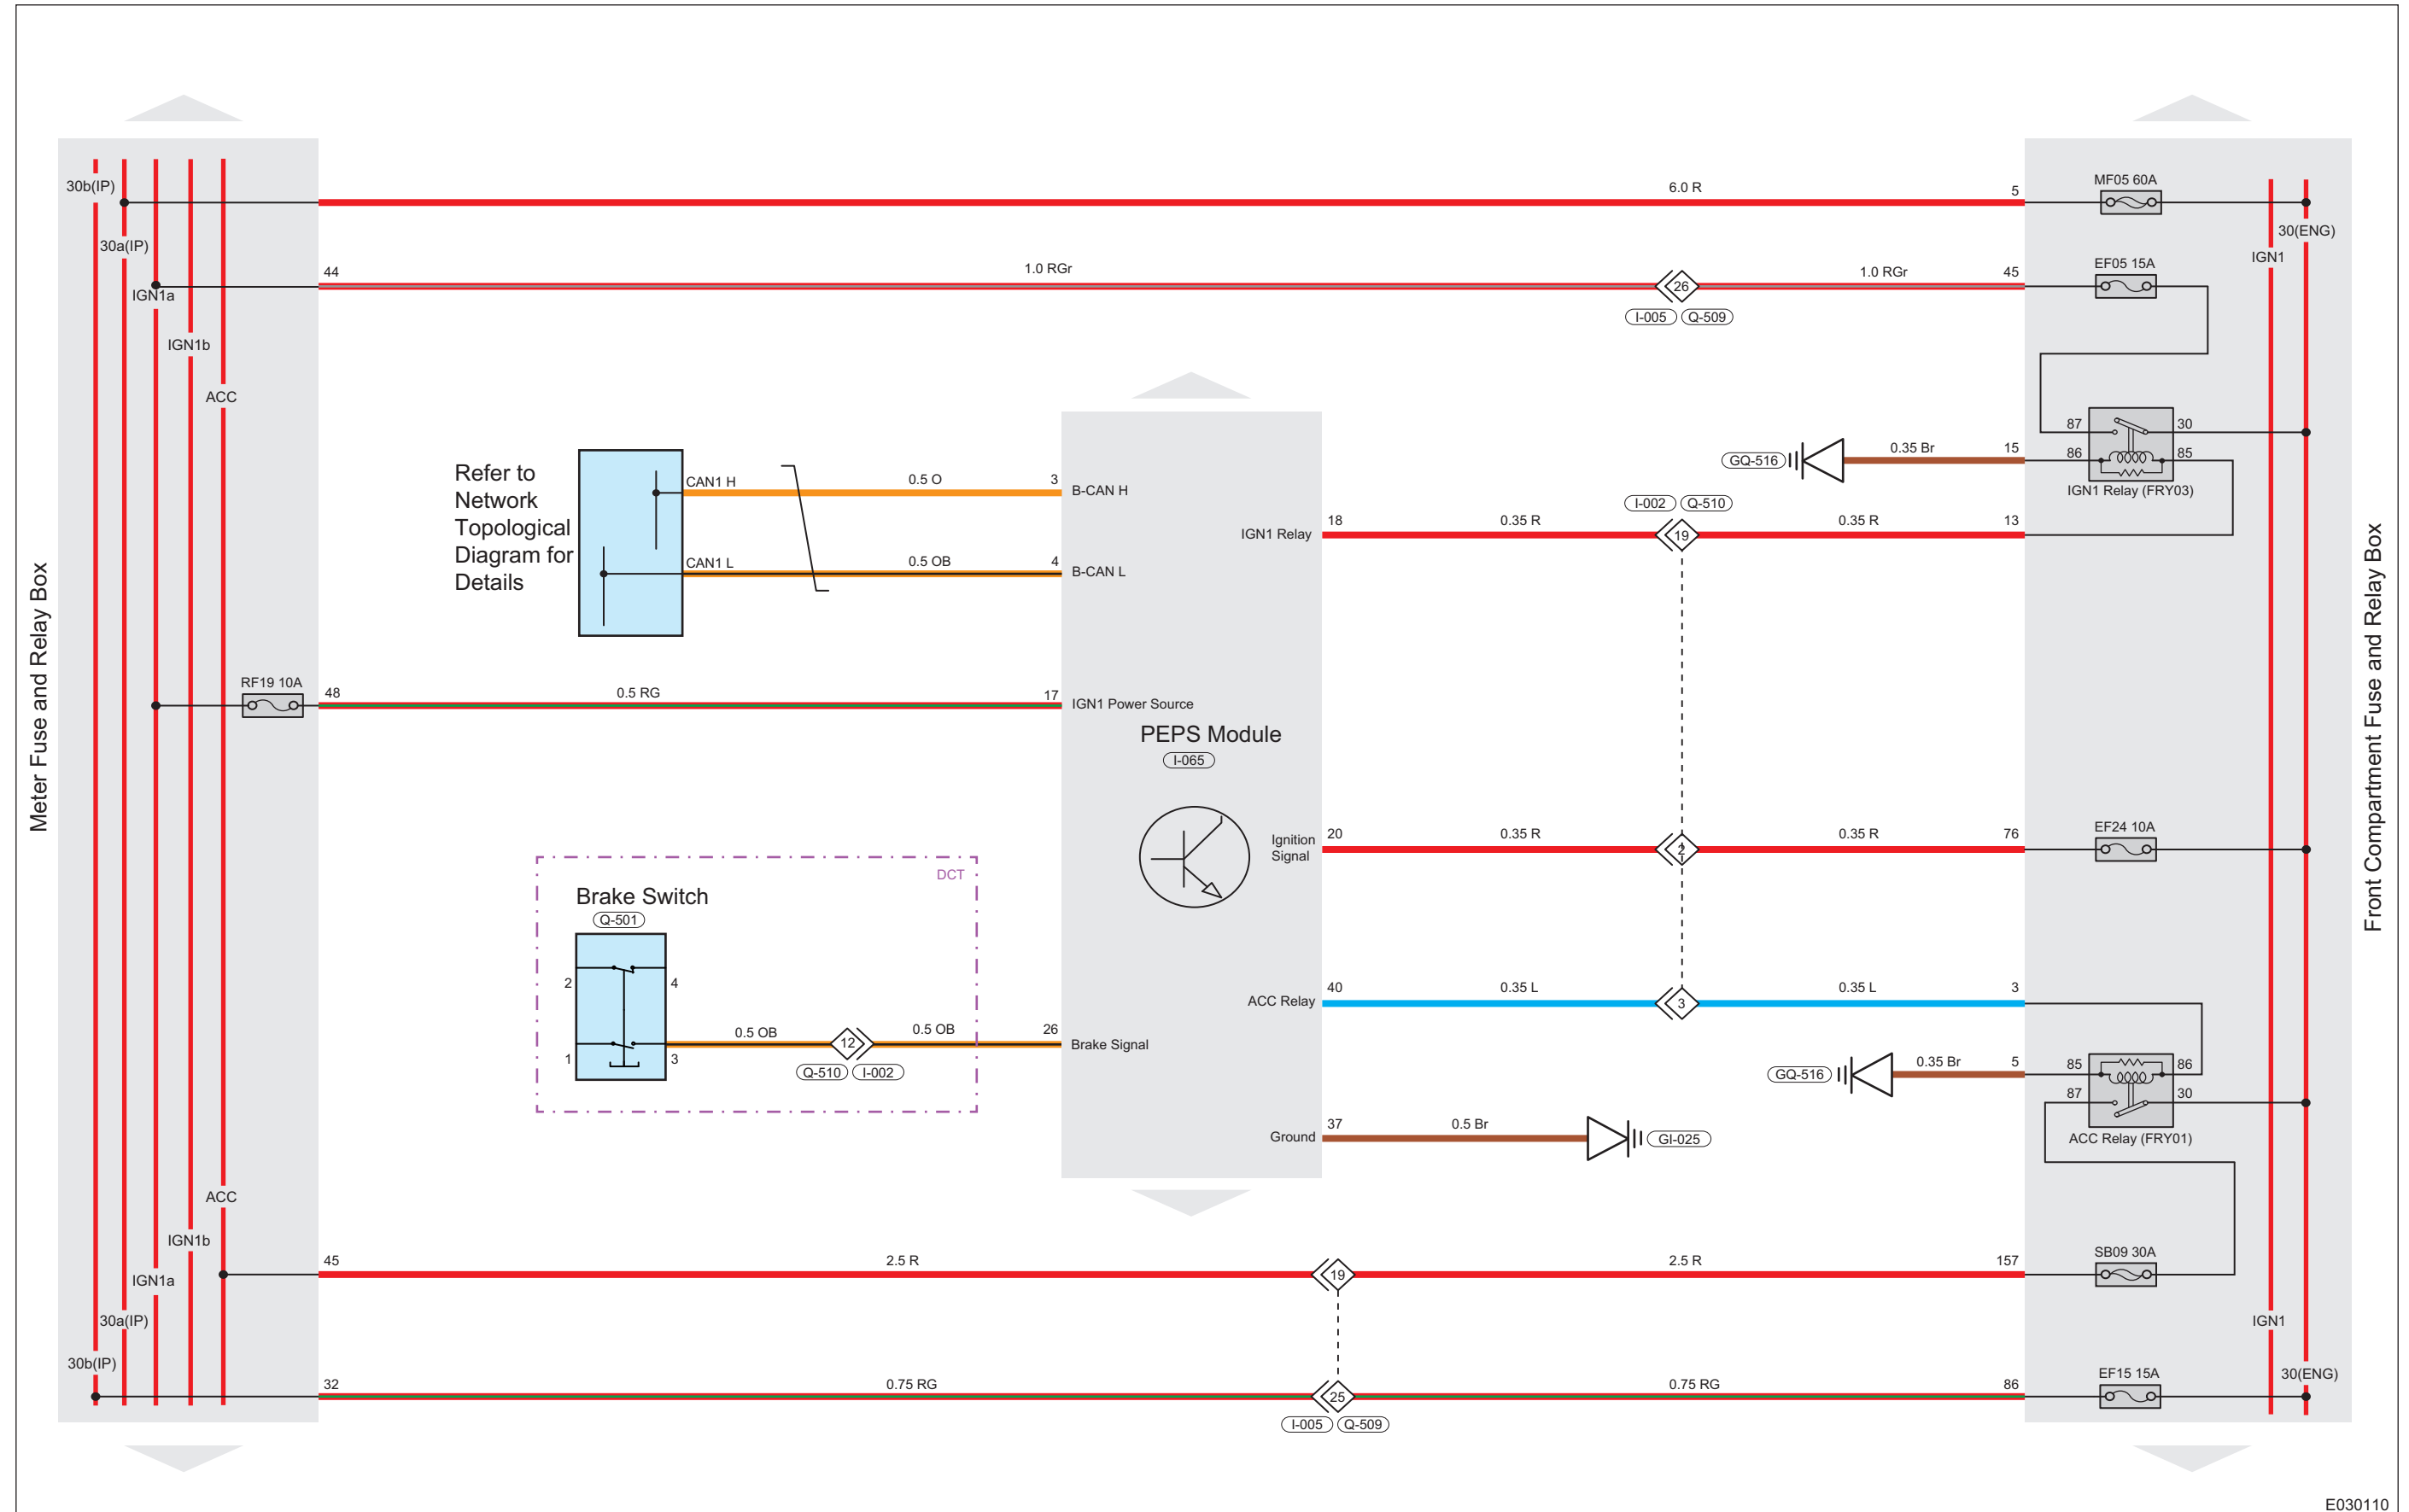 30b(IP)
6.0 R
5
MF05 60A
30(ENG)
30a(IP)
IGN1
44
1.0 RGr
26
1.0 RGr
45
EF05 15A
IGN1a
I-005
Q-509
IGN1b
ACC
Refer to
Network
Topological
Diagram for
Details
CAN1 H
0.5 O
3
B-CAN H
CAN1 L
0.5 OB
4
B-CAN L
GQ-516
0.35 Br
15
87
30
86
85
IGN1 Relay (FRY03)
I-002
Q-510
IGN1 Relay
18
0.35 R
19
0.35 R
13
Meter Fuse and Relay Box
Front Compartment Fuse and Relay Box
RF19 10A
48
0.5 RG
17
IGN1 Power Source
PEPS Module
I-065
Ignition
Signal
20
0.35 R
2
0.35 R
76
EF24 10A
DCT
Brake Switch
Q-501
2
4
1
3
0.5 OB
12
0.5 OB
26
Brake Signal
Q-510
I-002
ACC Relay
40
0.35 L
3
0.35 L
3
GQ-516
0.35 Br
5
85
86
87
30
ACC Relay (FRY01)
Ground
37
0.5 Br
GI-025
ACC
IGN1b
45
2.5 R
19
2.5 R
157
SB09 30A
IGN1a
30a(IP)
IGN1
30b(IP)
32
0.75 RG
25
0.75 RG
86
EF15 15A
30(ENG)
I-005
Q-509
E030110